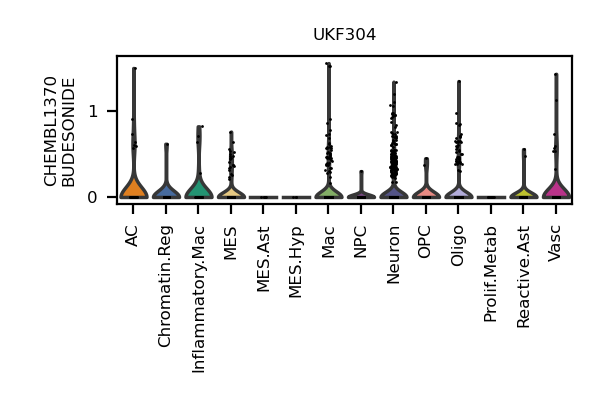 UKF304
CHEMBL1370
BUDESONIDE
1
0
AC
Chromatin.Reg
Inflammatory.Mac
MES
MES.Ast
MES.Hyp
Mac
NPC
Neuron
OPC
Oligo
Prolif.Metab
Reactive.Ast
Vasc